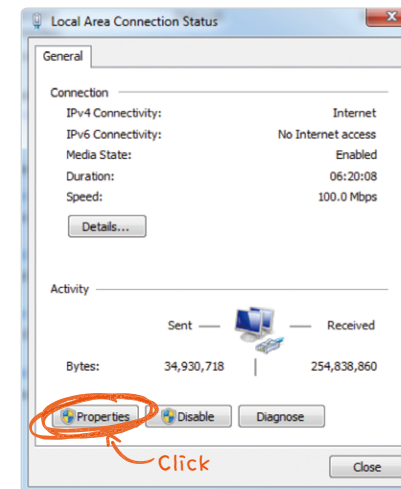 Local Area Connection Status
General
Connection
IPv4 Connectivity: Internet
IPv6 Connectivity: No Internet access
Media State: Enabled
Duration: 06:20:08
Speed: 100.0 Mbps
Details...
Activity
Sent Received
Bytes: 34,930,718 254,838,860
Properties Disable Diagnose
Click
Close